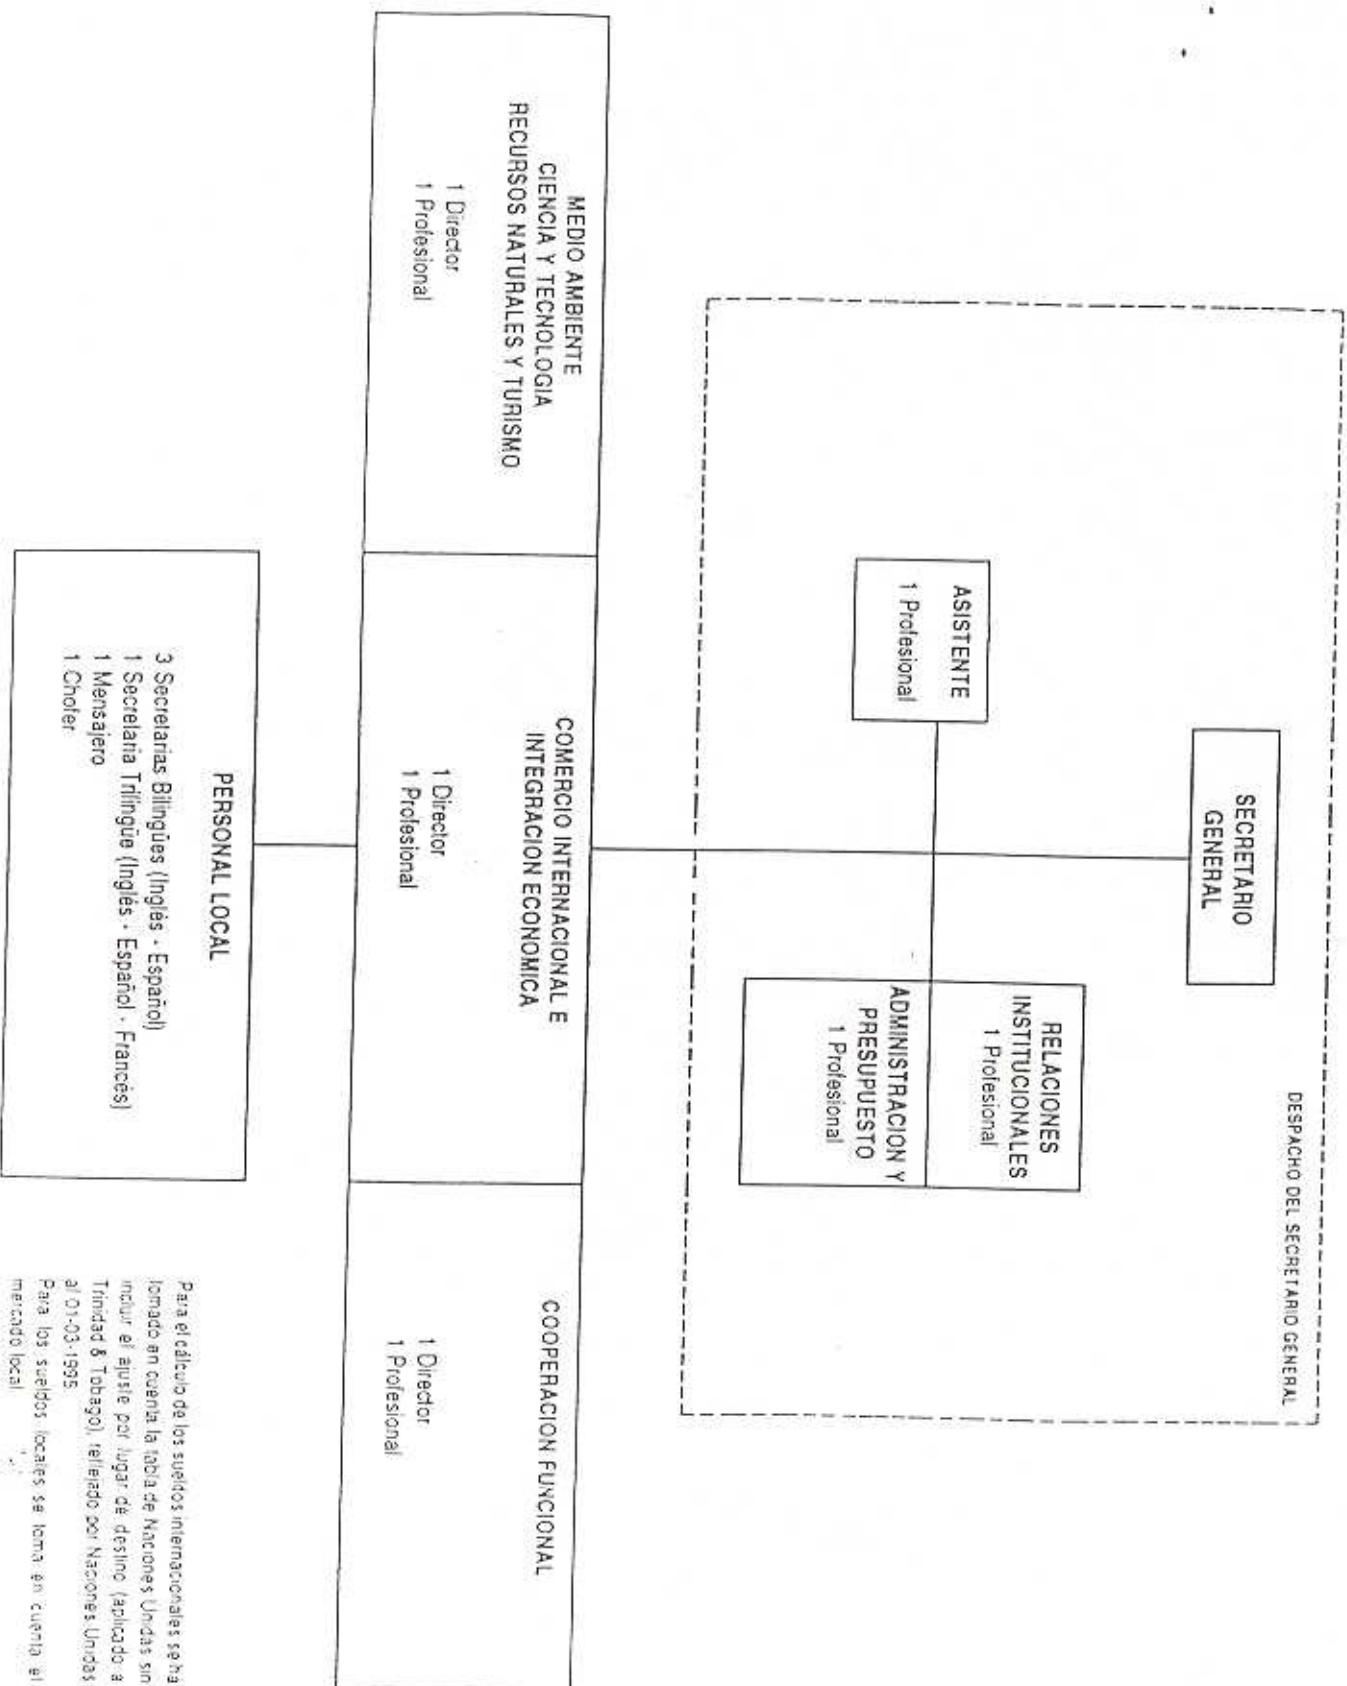 DESPACHO DEL SECRETARIO GENERAL
SECRETARIO
GENERAL
ASISTENTE
1 Profesional
RELACIONES
INSTITUCIONALES
1 Profesional
ADMINISTRACION Y
PRESUPUESTO
1 Profesional
MEDIO AMBIENTE
CIENCIA Y TECNOLOGIA
RECURSOS NATURALES Y TURISMO
1 Director
1 Profesional
COMERCIO INTERNACIONAL E
INTEGRACION ECONOMICA
1 Director
1 Profesional
COOPERACION FUNCIONAL
1 Director
1 Profesional
PERSONAL LOCAL
3 Secretarias Bilingües (Inglés - Español)
1 Secretaria Trilingüe (Inglés - Español - Francés)
1 Mensajero
1 Chofer
Para el cálculo de los sueldos internacionales se ha
tomado en cuenta la tabla de Naciones Unidas sin
incluir el ajuste por lugar de destino (aplicado a
Trinidad & Tobago), reflejado por Naciones Unidas
al 01-03-1995.
Para los sueldos locales se toma en cuenta el
mercado local